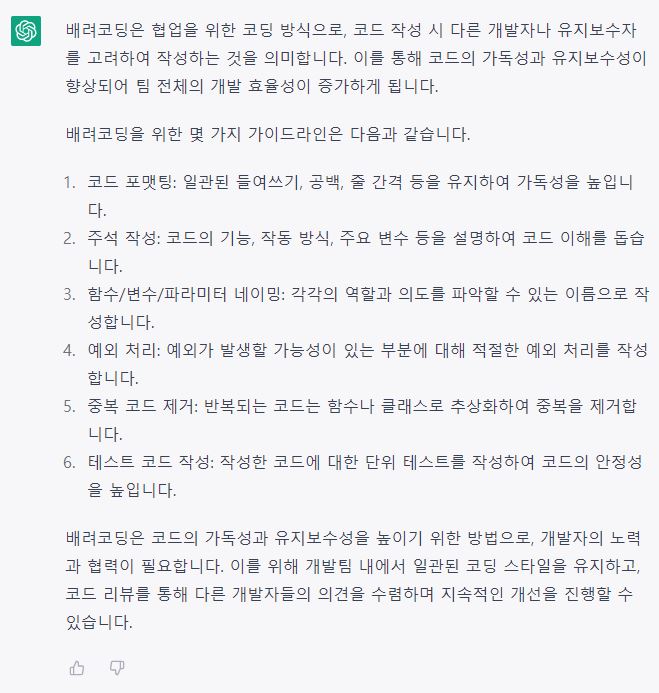 배려코딩은 협업을 위한 코딩 방식으로, 코드 작성 시 다른 개발자나 유지보수자
를 고려하여 작성하는 것을 의미합니다. 이를 통해 코드의 가독성과 유지보수성이
향상되어 팀 전체의 개발 효율성이 증가하게 됩니다.
배려코딩을 위한 몇 가지 가이드라인은 다음과 같습니다.
1. 코드 포맷팅: 일관된 들여쓰기, 공백, 줄 간격 등을 유지하여 가독성을 높입니
다.
2. 주석 작성: 코드의 기능, 작동 방식, 주요 변수 등을 설명하여 코드 이해를 돕습
니다.
3. 함수/변수/파라미터 네이밍: 각각의 역할과 의도를 파악할 수 있는 이름으로 작
성합니다.
4. 예외 처리: 예외가 발생할 가능성이 있는 부분에 대해 적절한 예외 처리를 작성
합니다.
5. 중복 코드 제거: 반복되는 코드는 함수나 클래스로 추상화하여 중복을 제거합
니다.
6. 테스트 코드 작성: 작성한 코드에 대한 단위 테스트를 작성하여 코드의 안정성
을 높입니다.
배려코딩은 코드의 가독성과 유지보수성을 높이기 위한 방법으로, 개발자의 노력
과 협력이 필요합니다. 이를 위해 개발팀 내에서 일관된 코딩 스타일을 유지하고,
코드 리뷰를 통해 다른 개발자들의 의견을 수렴하며 지속적인 개선을 진행할 수
있습니다.